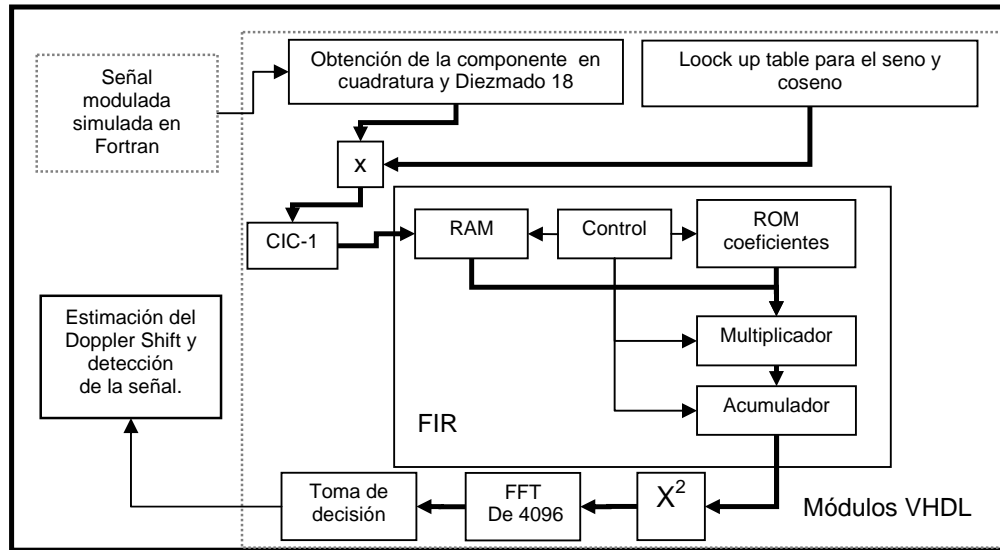 Señal
modulada
simulada en
Fortran
Obtención de la componente en
cuadratura y Diezmado 18
Loock up table para el seno y
coseno
x
CIC-1
RAM
Control
ROM
coeficientes
Multiplicador
Acumulador
FIR
Estimación del
Doppler Shift y
detección
de la señal.
Toma de
decisión
FFT
De 4096
X²
Módulos VHDL